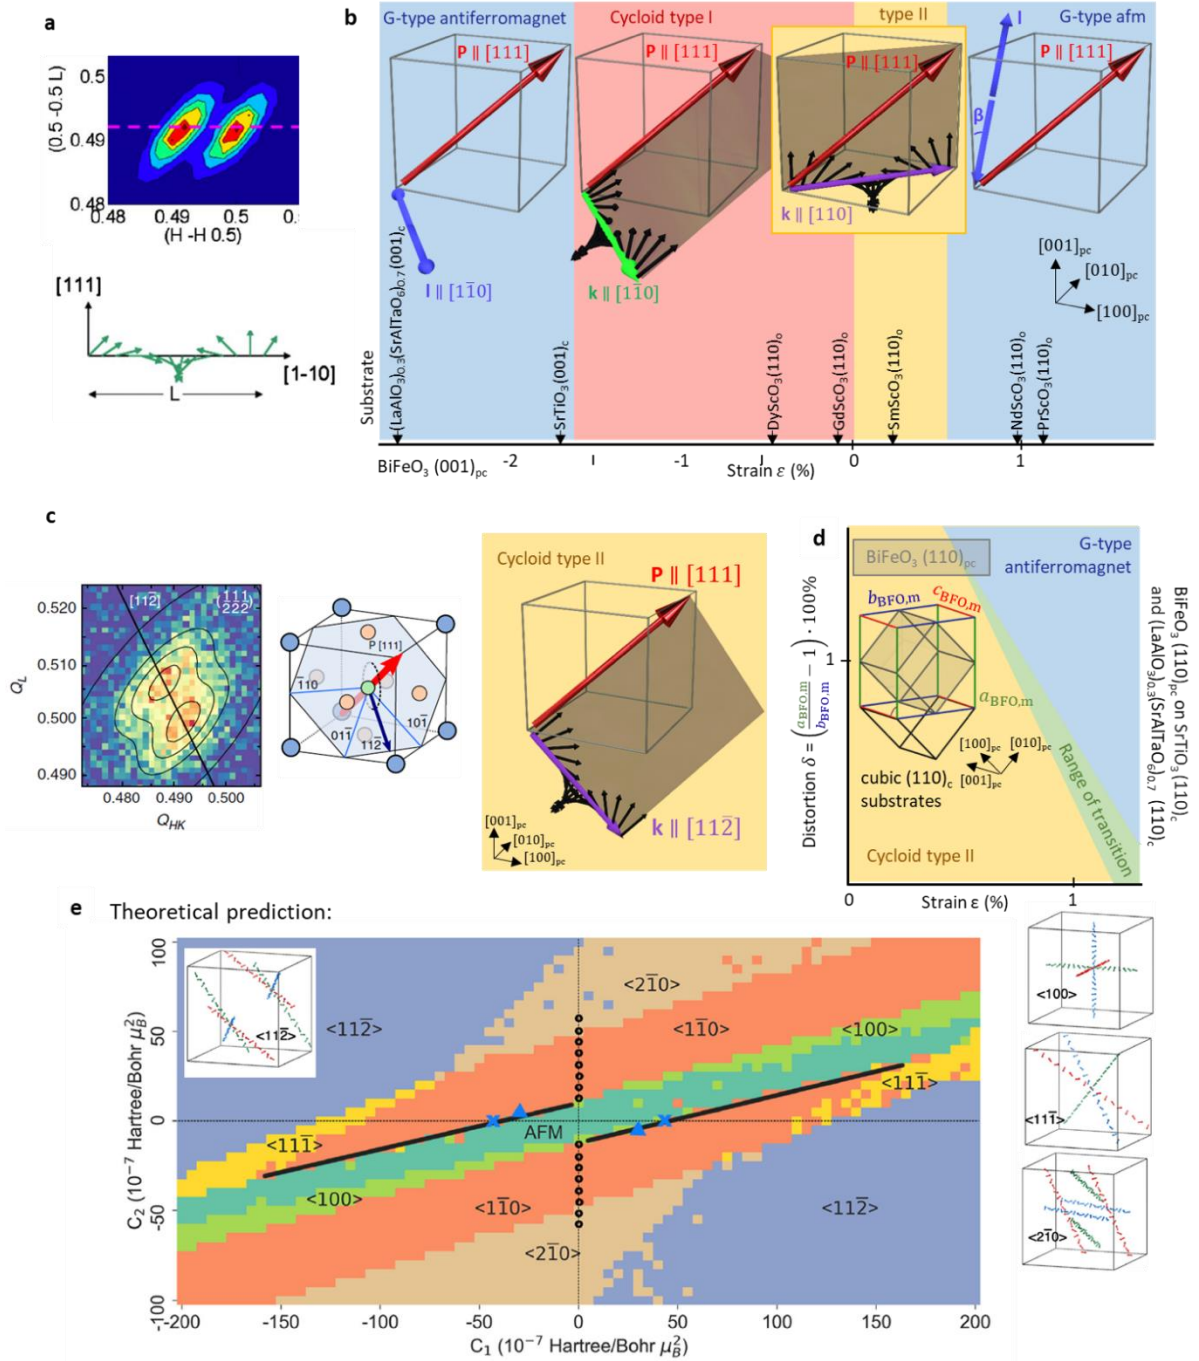 a
0.5
0.49
0.48
(0.5 -0.5 L)
0.48
0.49
0.5
0.
(H -H 0.5)
[111]
[1-10]
L
b
G-type antiferromagnet
Cycloid type I
type II
G-type afm
P ∥ [111]
P ∥ [111]
P ∥ [111]
P ∥ [111]
l
β
l ∥ [11̅0]
k ∥ [11̅0]
k ∥ [110]
[001]pc
[010]pc
[100]pc
Substrate
(LaAlO₃)₀.₃(SrAlTaO₆)₀.₇(001)c
SrTiO₃(001)c
DyScO₃(110)o
GdScO₃(110)o
SmScO₃(110)o
NdScO₃(110)o
PrScO₃(110)o
BiFeO₃ (001)pc
-2
-1
Strain ε (%)
0
1
c
0.520
0.510
0.500
0.490
QL
0.480
0.490
0.500
QHK
[112̅]
(111/222)
P [111]
1̅10
011̅
112̅
101̅
Cycloid type II
P ∥ [111]
k ∥ [112̅]
[001]pc
[010]pc
[100]pc
d
G-type
antiferromagnet
BiFeO₃ (110)pc
bBFO,m
cBFO,m
aBFO,m
[100]pc
[010]pc
[001]pc
cubic (110)c
substrates
Range of transition
Cycloid type II
Distortion δ = (aBFO,m/bBFO,m − 1) · 100%
1
0
Strain ε (%)
1
BiFeO₃ (110)pc on SrTiO₃ (110)c
and (LaAlO₃)₀.₃(SrAlTaO₆)₀.₇ (110)c
e
Theoretical prediction:
100
50
0
-50
-100
C₂ (10⁻⁷ Hartree/Bohr μB²)
<112̅>
<112̅>
<21̅0>
<11̅0>
<100>
<111̅>
AFM
<111̅>
<100>
<11̅0>
<21̅0>
<112̅>
-200
-150
-100
-50
0
50
100
150
200
C₁ (10⁻⁷ Hartree/Bohr μB²)
<100>
<111̅>
<21̅0>